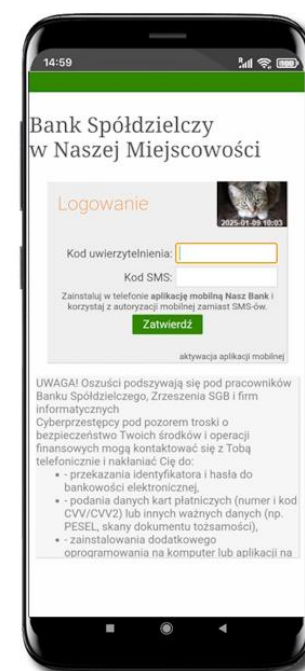 14:59
Bank Spółdzielczy
w Naszej Miejscowości
Logowanie
2025-01-09 10:03
Kod uwierzytelnienia:
Kod SMS:
Zainstaluj w telefonie aplikację mobilną Nasz Bank i
korzystaj z autoryzacji mobilnej zamiast SMS-ów.
Zatwierdź
aktywacja aplikacji mobilnej
UWAGA! Oszuści podszywają się pod pracowników
Banku Spółdzielczego, Zrzeszenia SGB i firm
informatycznych
Cyberprzestępcy pod pozorem troski o
bezpieczeństwo Twoich środków i operacji
finansowych mogą kontaktować się z Tobą
telefonicznie i nakłaniać Cię do:
- przekazania identyfikatora i hasła do
bankowości elektronicznej,
- podania danych kart płatniczych (numer i kod
CVV/CVV2) lub innych ważnych danych (np.
PESEL, skany dokumentu tożsamości),
- zainstalowania dodatkowego
oprogramowania na komputer lub aplikacji na